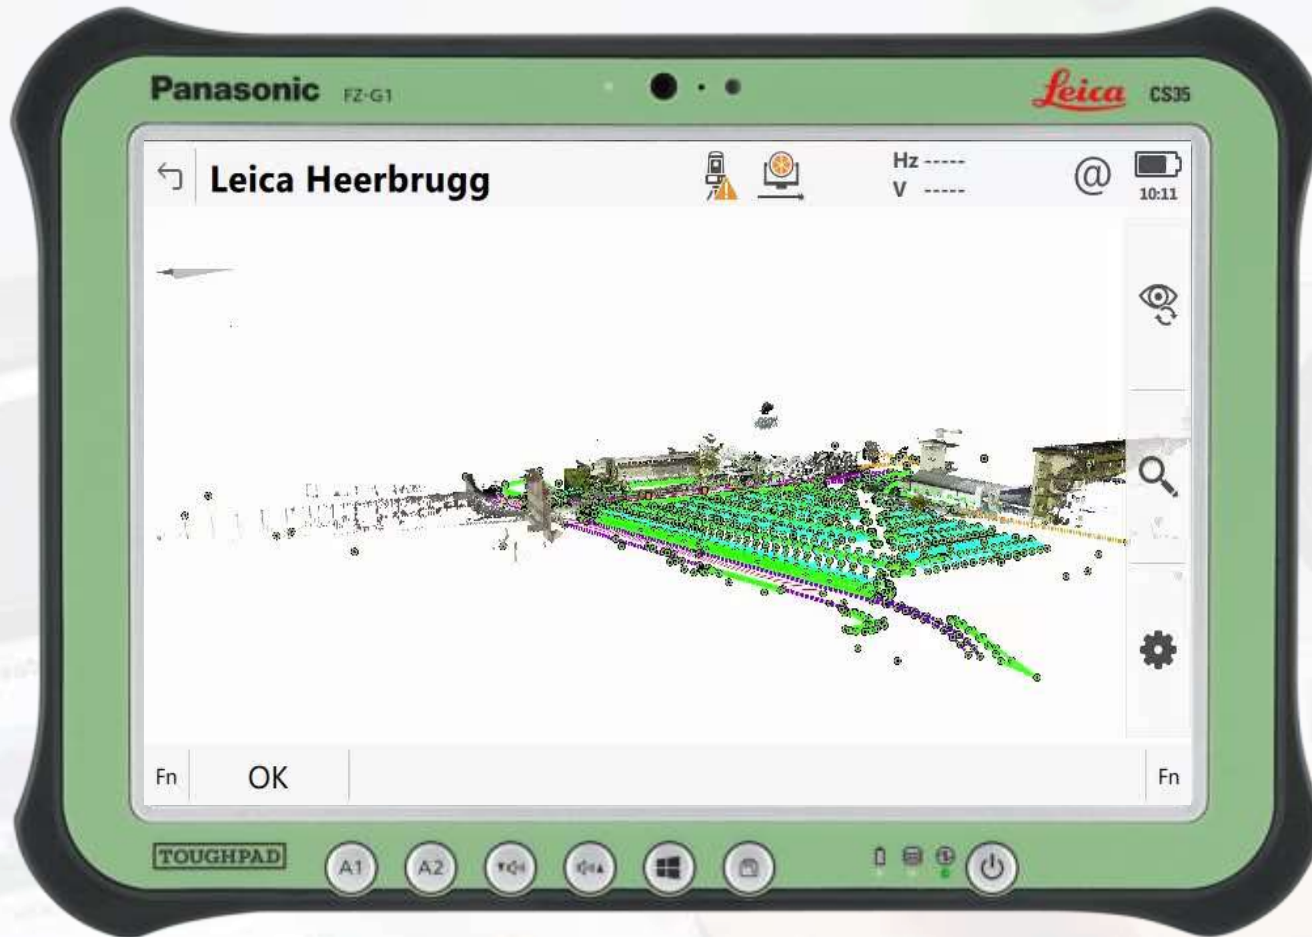 Panasonic FZ-G1
Leica CS35
Leica Heerbrugg
Hz -----
V -----
@
10:11
Fn
OK
Fn
TOUGHPAD
A1
A2